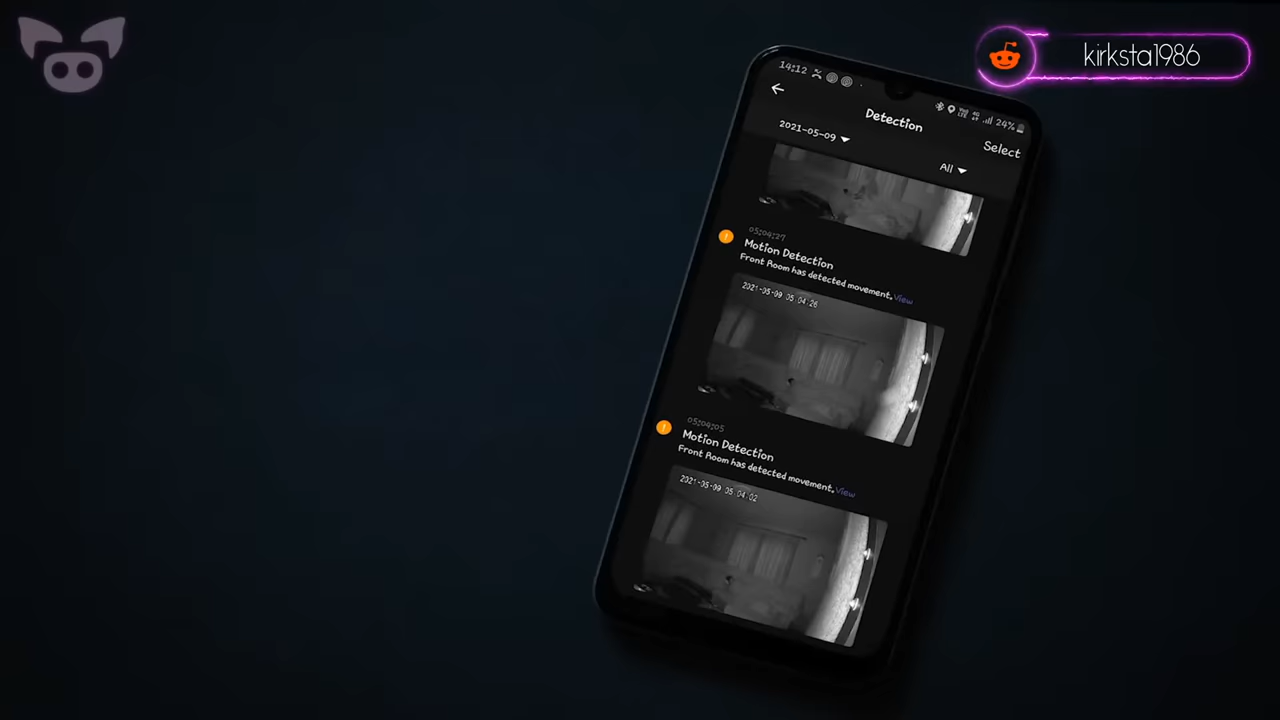 kirksta1986
14:12
24%
Detection
2021-05-09
Select
All
05:04:27
Motion Detection
Front Room has detected movement. View
2021-05-09 05:04:26
05:04:05
Motion Detection
Front Room has detected movement. View
2021-05-09 05:04:02